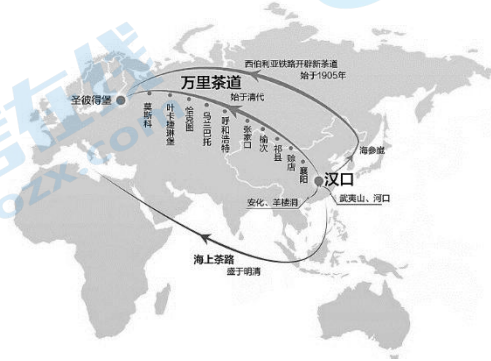 西伯利亚铁路开辟新茶道
始于1905年
万里茶道
始于清代
圣彼得堡
莫斯科
叶卡捷琳堡
恰克图
乌兰巴托
呼和浩特
张家口
榆次
祁县
赊店
襄阳
汉口
海参崴
安化、羊楼洞
武夷山、河口
海上茶路
盛于明清